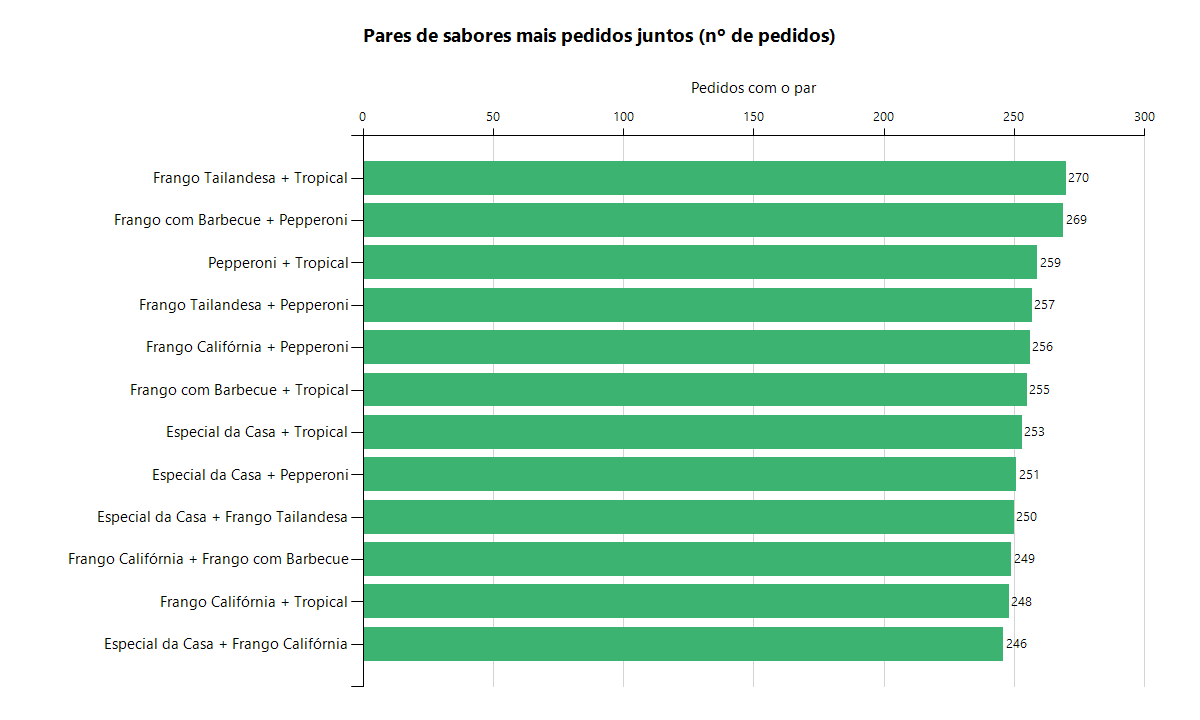 Pares de sabores mais pedidos juntos (nº de pedidos)
Pedidos com o par
0 50 100 150 200 250 300
Frango Tailandesa + Tropical 270
Frango com Barbecue + Pepperoni 269
Pepperoni + Tropical 259
Frango Tailandesa + Pepperoni 257
Frango Califórnia + Pepperoni 256
Frango com Barbecue + Tropical 255
Especial da Casa + Tropical 253
Especial da Casa + Pepperoni 251
Especial da Casa + Frango Tailandesa 250
Frango Califórnia + Frango com Barbecue 249
Frango Califórnia + Tropical 248
Especial da Casa + Frango Califórnia 246